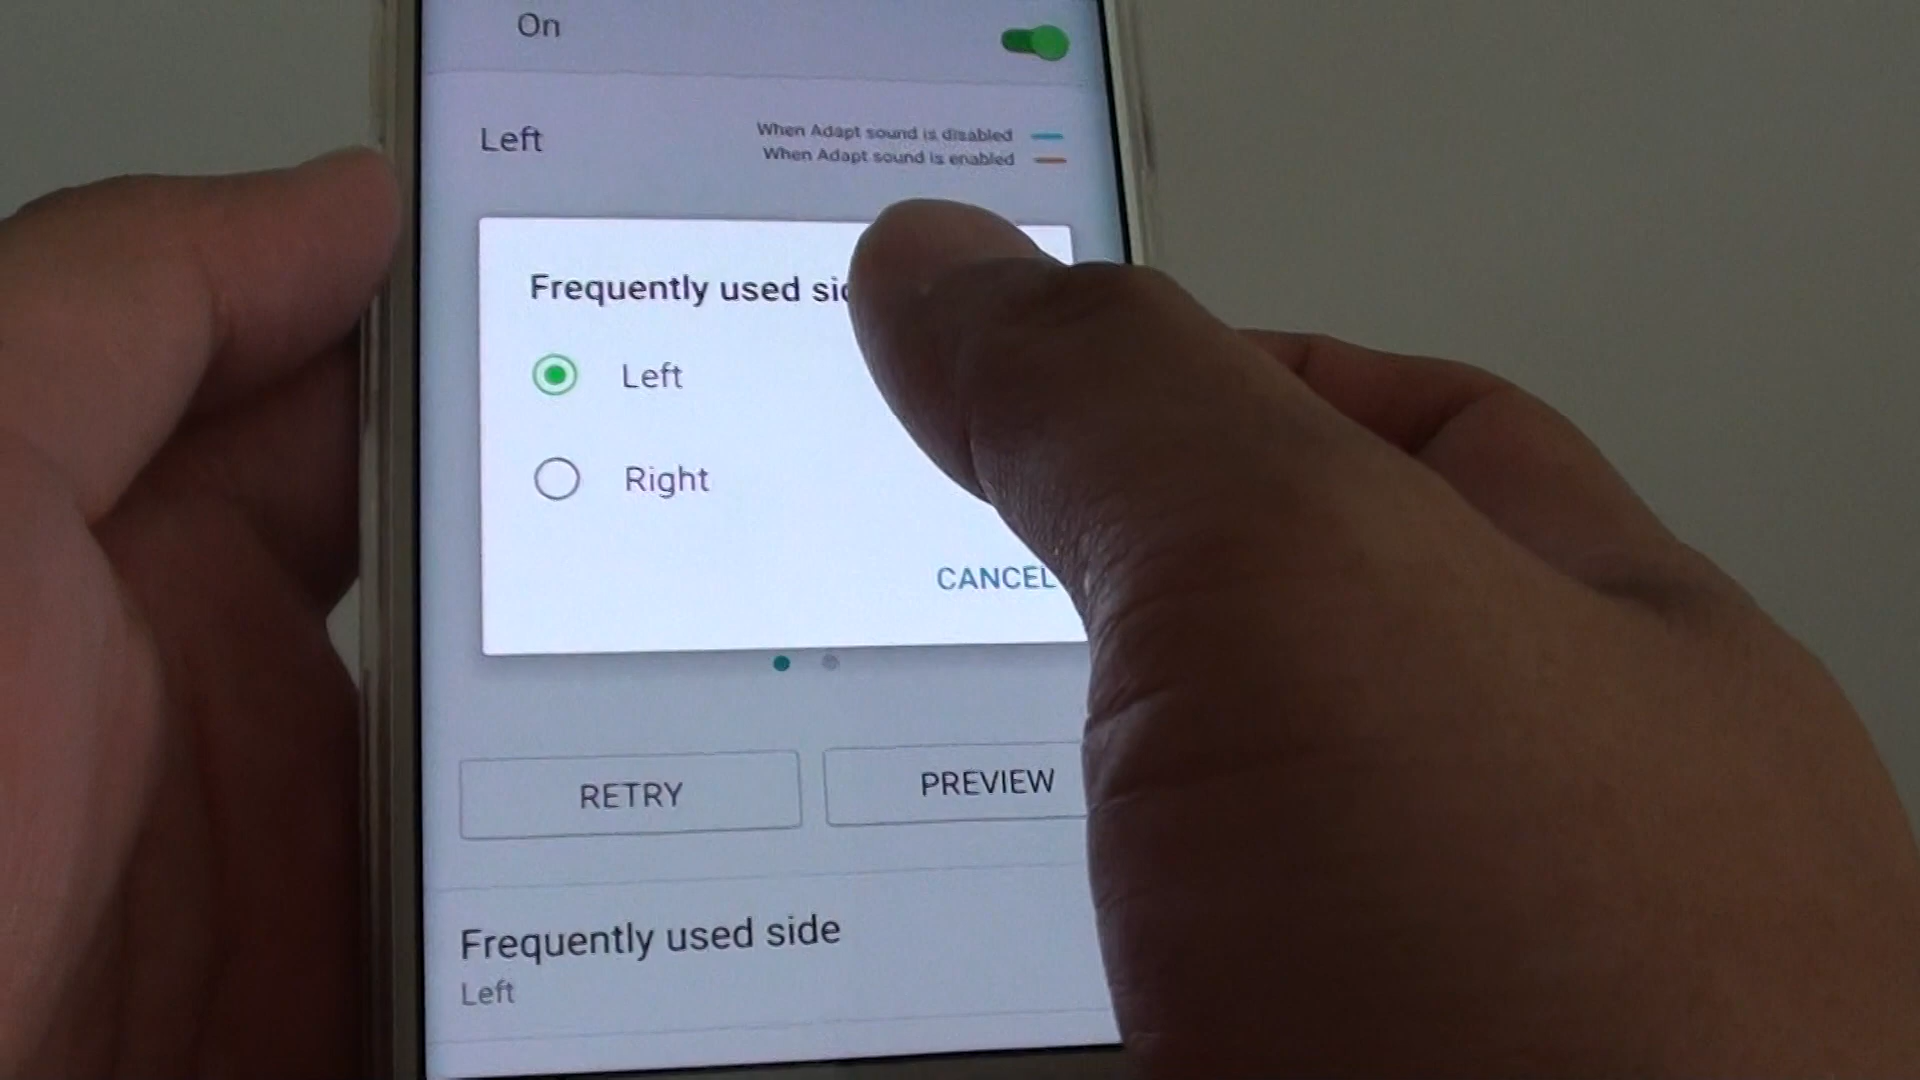 On
Left
When Adapt sound is disabled
When Adapt sound is enabled
Frequently used
Left
Right
CANCEL
RETRY
PREVIEW
Frequently used side
Left